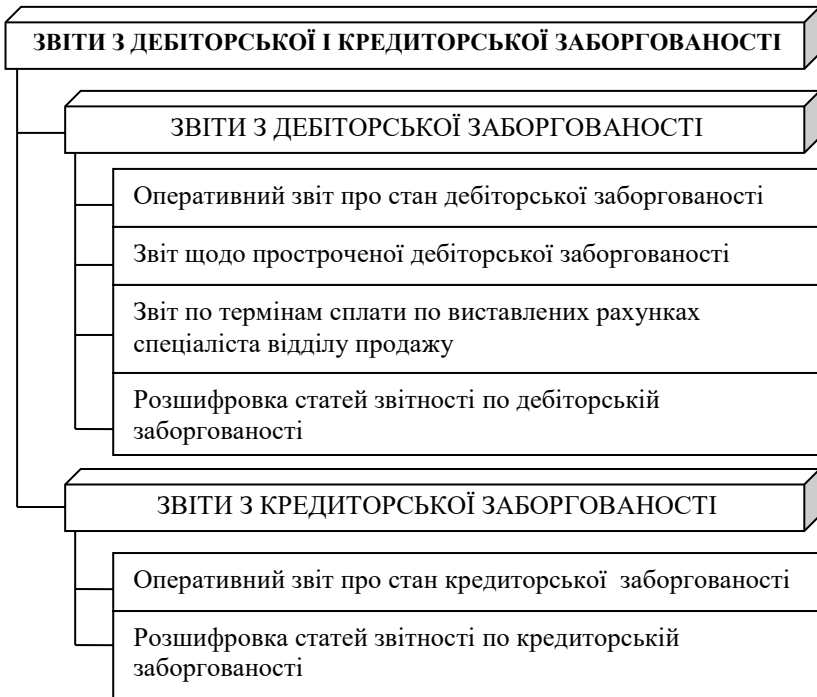 ЗВІТИ З ДЕБІТОРСЬКОЇ І КРЕДИТОРСЬКОЇ ЗАБОРГОВАНОСТІ
ЗВІТИ З ДЕБІТОРСЬКОЇ ЗАБОРГОВАНОСТІ
Оперативний звіт про стан дебіторської заборгованості
Звіт щодо простроченої дебіторської заборгованості
Звіт по термінам сплати по виставлених рахунках
спеціаліста відділу продажу
Розшифровка статей звітності по дебіторській
заборгованості
ЗВІТИ З КРЕДИТОРСЬКОЇ ЗАБОРГОВАНОСТІ
Оперативний звіт про стан кредиторської заборгованості
Розшифровка статей звітності по кредиторській
заборгованості